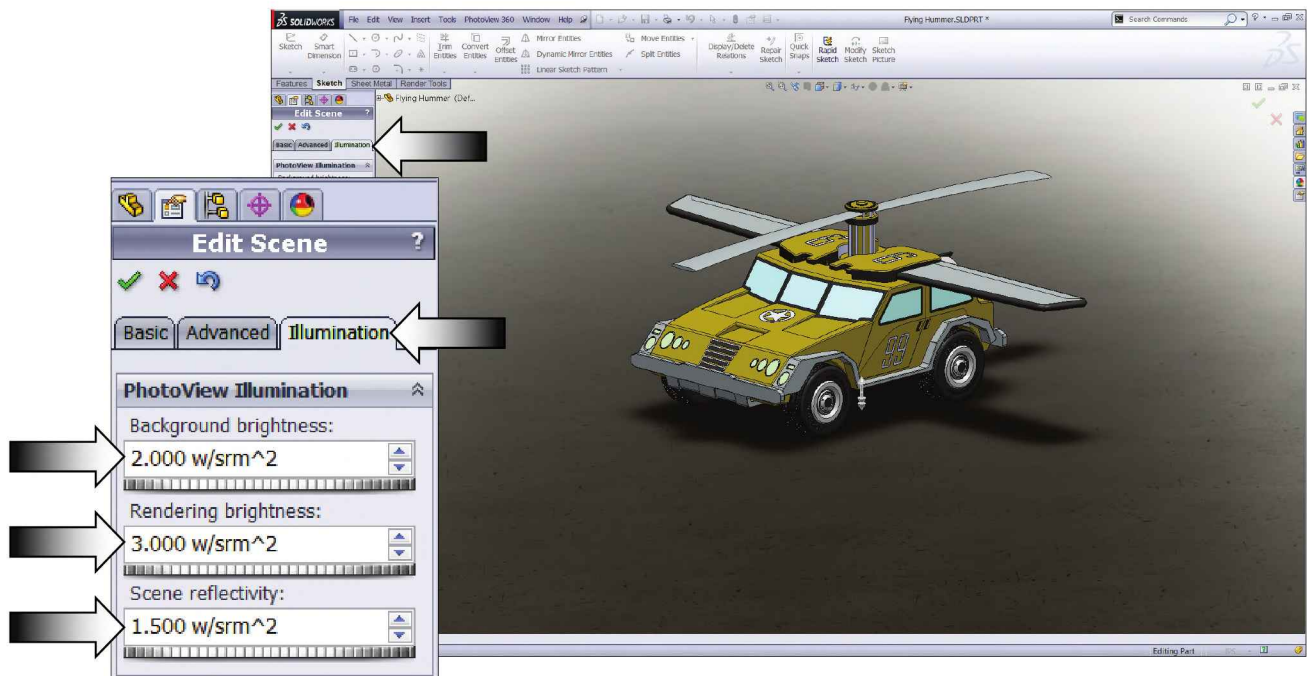 SOLIDWORKS File Edit View Insert Tools PhotoView 360 Window Help Flying Hummer.SLDPRT * Search Commands
Sketch Smart Dimension Trim Entities Convert Entities Offset Entities Mirror Entities Move Entities Display/Delete Relations Repair Sketch Quick Snaps Rapid Sketch Modify Sketch Sketch Picture
Dynamic Mirror Entities Split Entities
Linear Sketch Pattern
Features Sketch Sheet Metal Render Tools
Flying Hummer (Def...
Edit Scene ?
Basic Advanced Illumination
PhotoView Illumination
Background brightness:
Edit Scene ?
Basic Advanced Illumination
PhotoView Illumination
Background brightness:
2.000 w/srm^2
Rendering brightness:
3.000 w/srm^2
Scene reflectivity:
1.500 w/srm^2
99
Editing Part